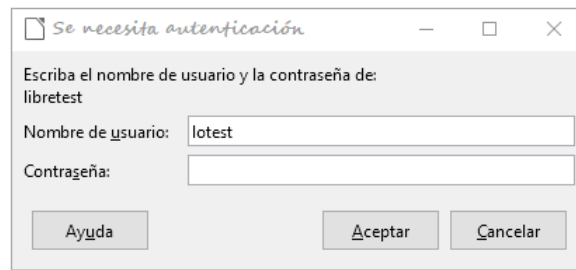 Se necesita autenticación
Escriba el nombre de usuario y la contraseña de:
libretest
Nombre de usuario: lotest
Contraseña:
Ayuda Aceptar Cancelar